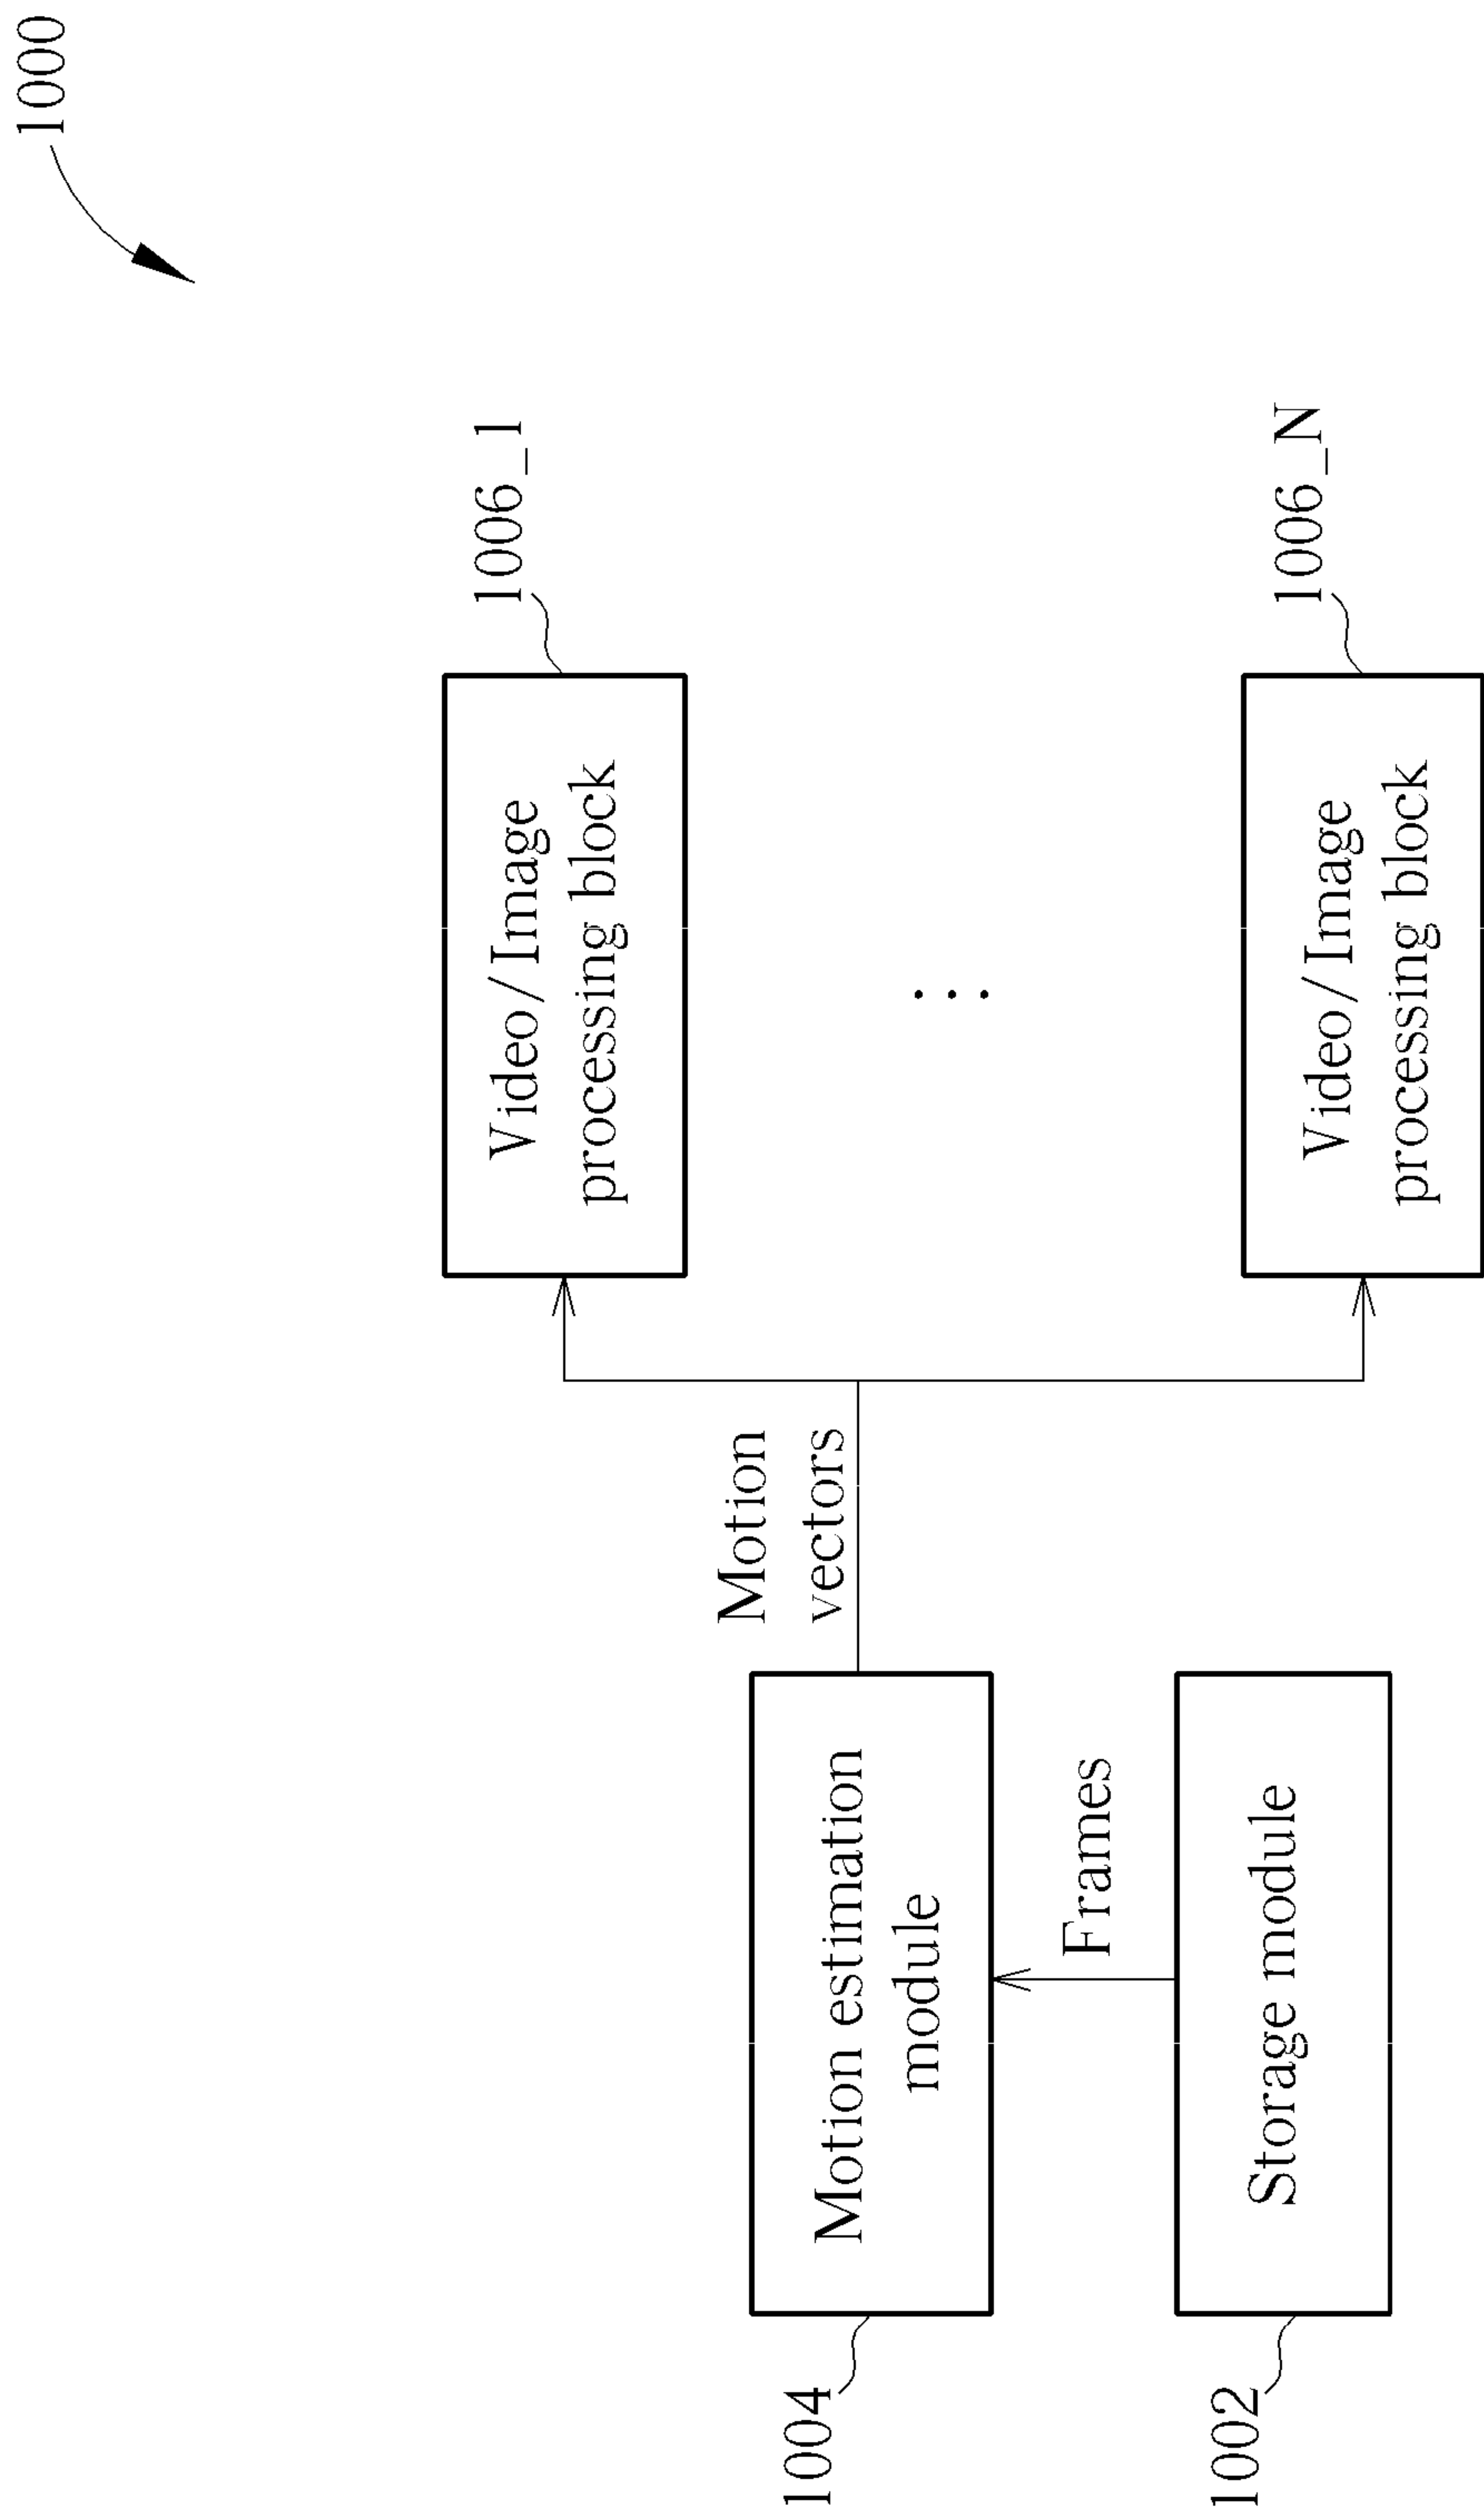 1000
1006_1
Video/Image
processing block
Motion
vectors
1004
Motion estimation
module
Frames
. . .
1006_N
Video/Image
processing block
1002
Storage module